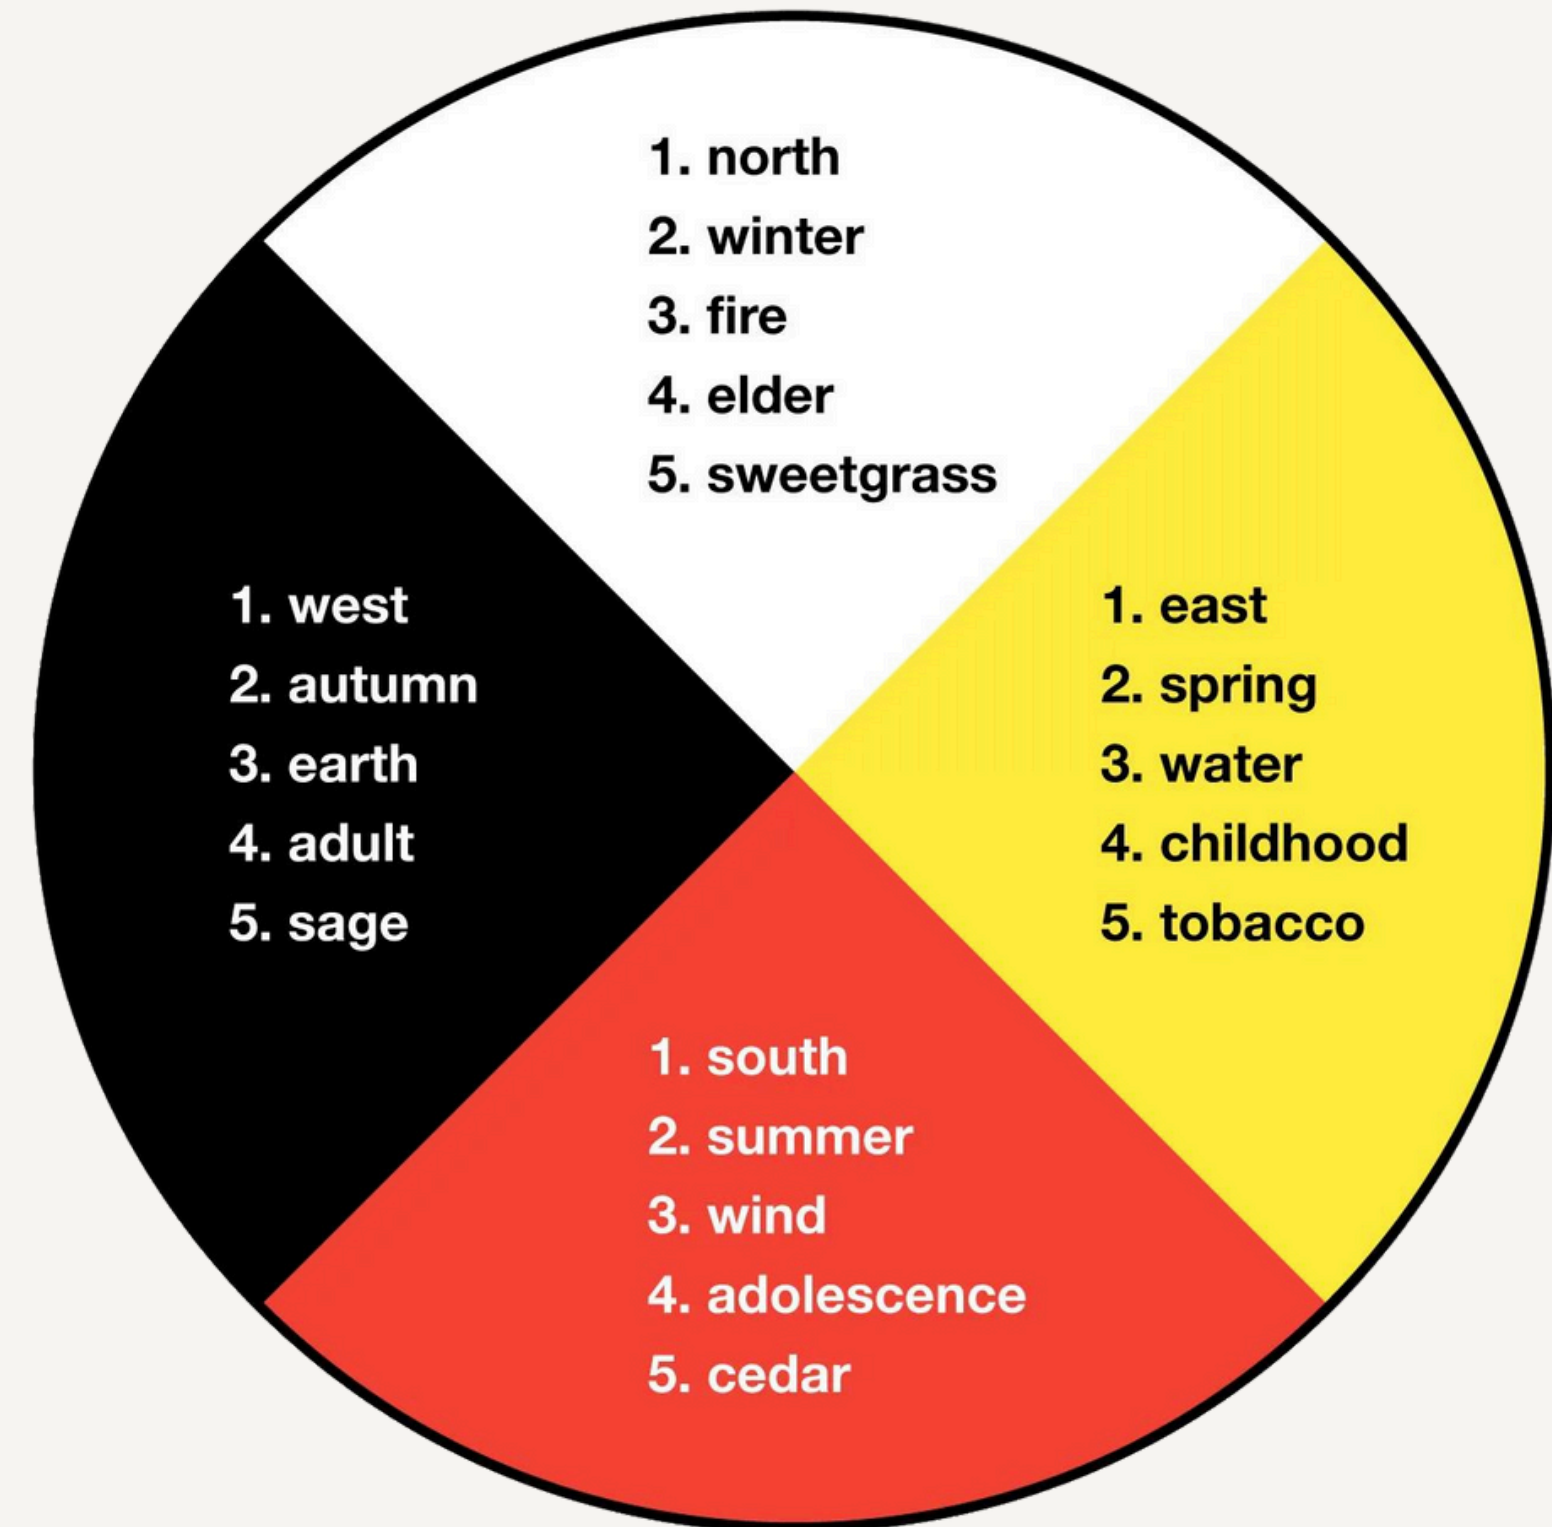 1. north
2. winter
3. fire
4. elder
5. sweetgrass
1. west
2. autumn
3. earth
4. adult
5. sage
1. east
2. spring
3. water
4. childhood
5. tobacco
1. south
2. summer
3. wind
4. adolescence
5. cedar